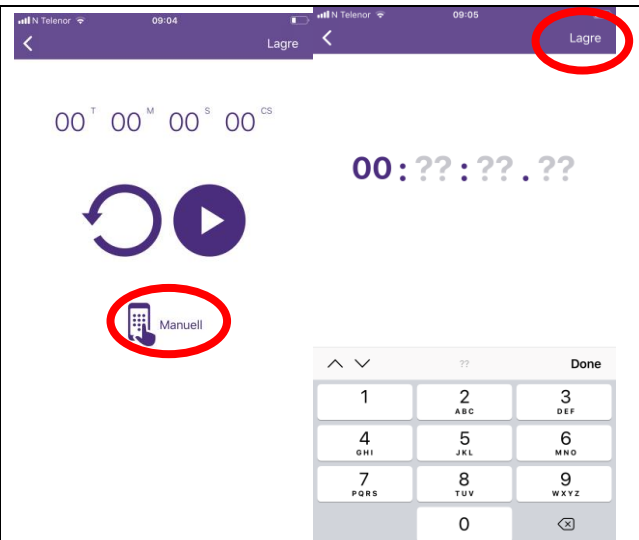 N Telenor 09:04
Lagre
00 T 00 M 00 S 00 CS
Manuell
N Telenor 09:05
Lagre
00:??:??.??
?? Done
1 2 3
ABC DEF
4 5 6
GHI JKL MNO
7 8 9
PQRS TUV WXYZ
0